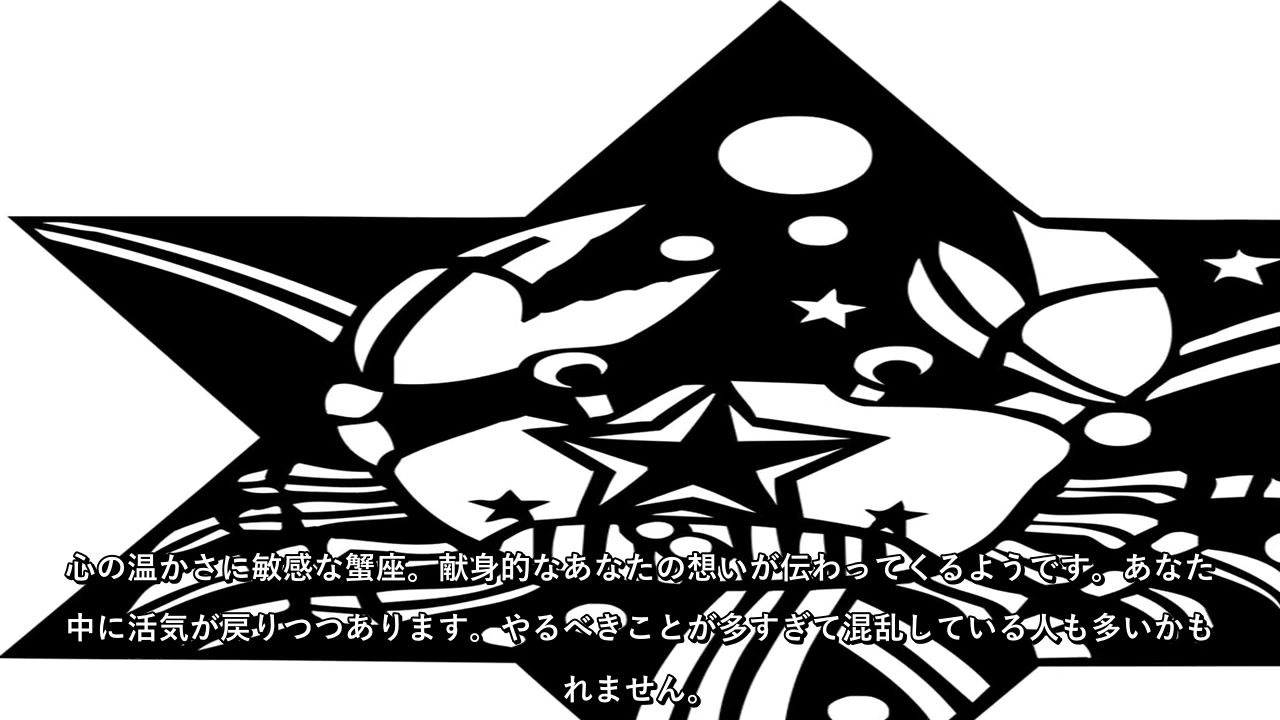 心の温かさに敏感な蟹座。献身的なあなたの想いが伝わってくるようです。あなた
中に活気が戻りつつあります。やるべきことが多すぎて混乱している人も多いかも
れません。